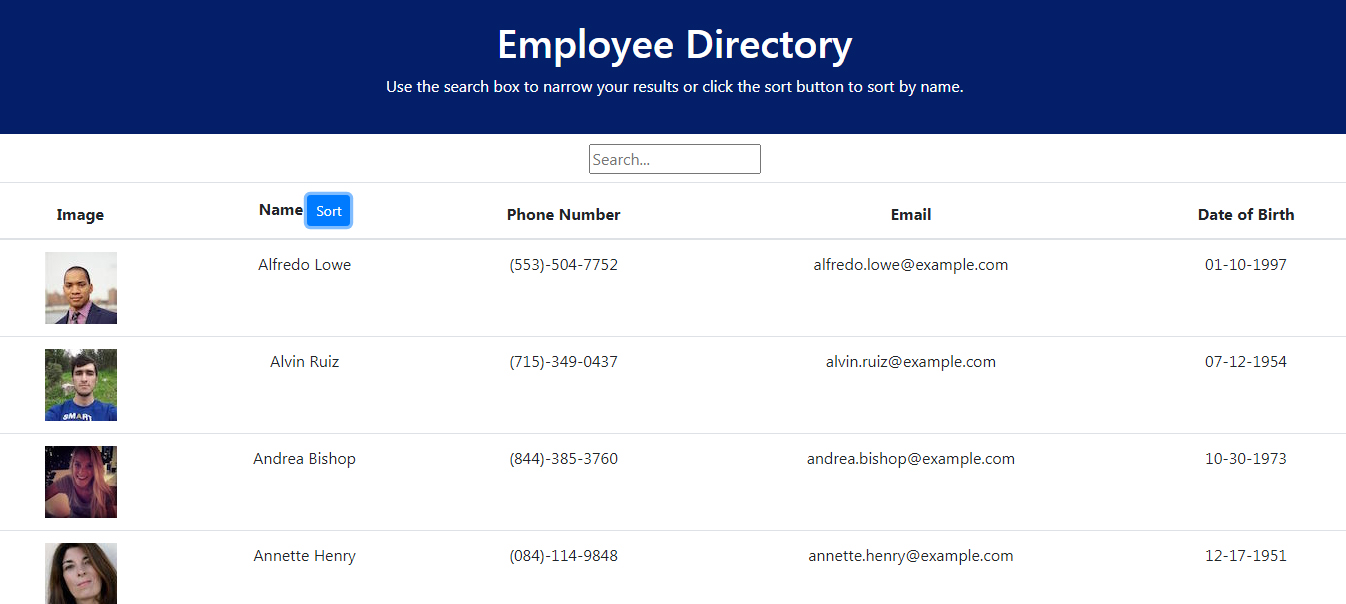 Employee Directory
Use the search box to narrow your results or click the sort button to sort by name.
Search...
Image Name Sort Phone Number Email Date of Birth
Alfredo Lowe (553)-504-7752 alfredo.lowe@example.com 01-10-1997
Alvin Ruiz (715)-349-0437 alvin.ruiz@example.com 07-12-1954
SMART
Andrea Bishop (844)-385-3760 andrea.bishop@example.com 10-30-1973
Annette Henry (084)-114-9848 annette.henry@example.com 12-17-1951